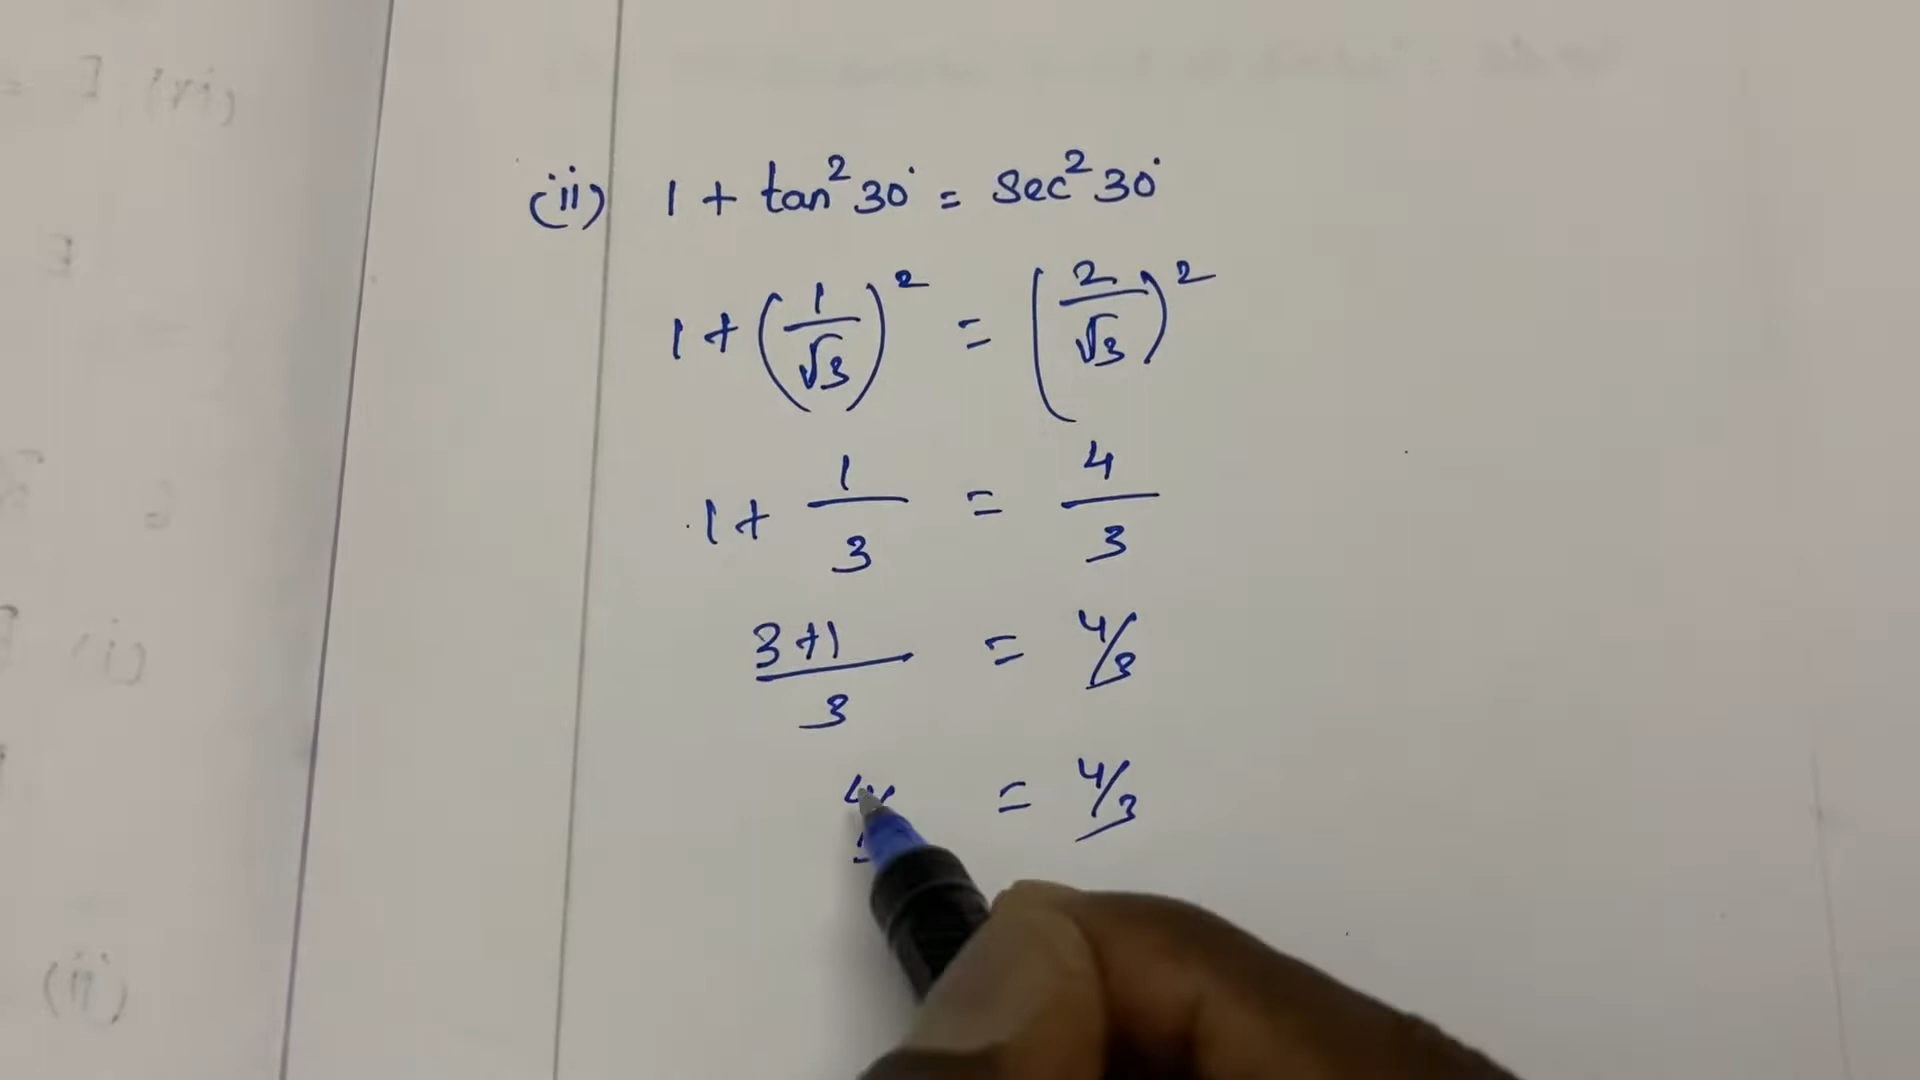 (ii) 1 + tan²30° = Sec²30°
1 + (1/√3)² = (2/√3)²
1 + 1/3 = 4/3
3+1/3 = 4/3
4/ = 4/3